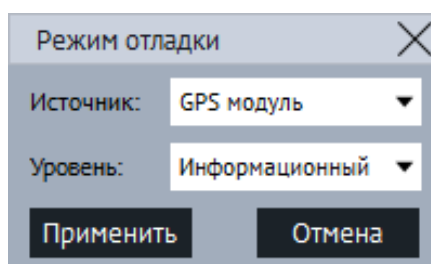 Режим отладки
Источник: GPS модуль
Уровень: Информационный
Применить Отмена